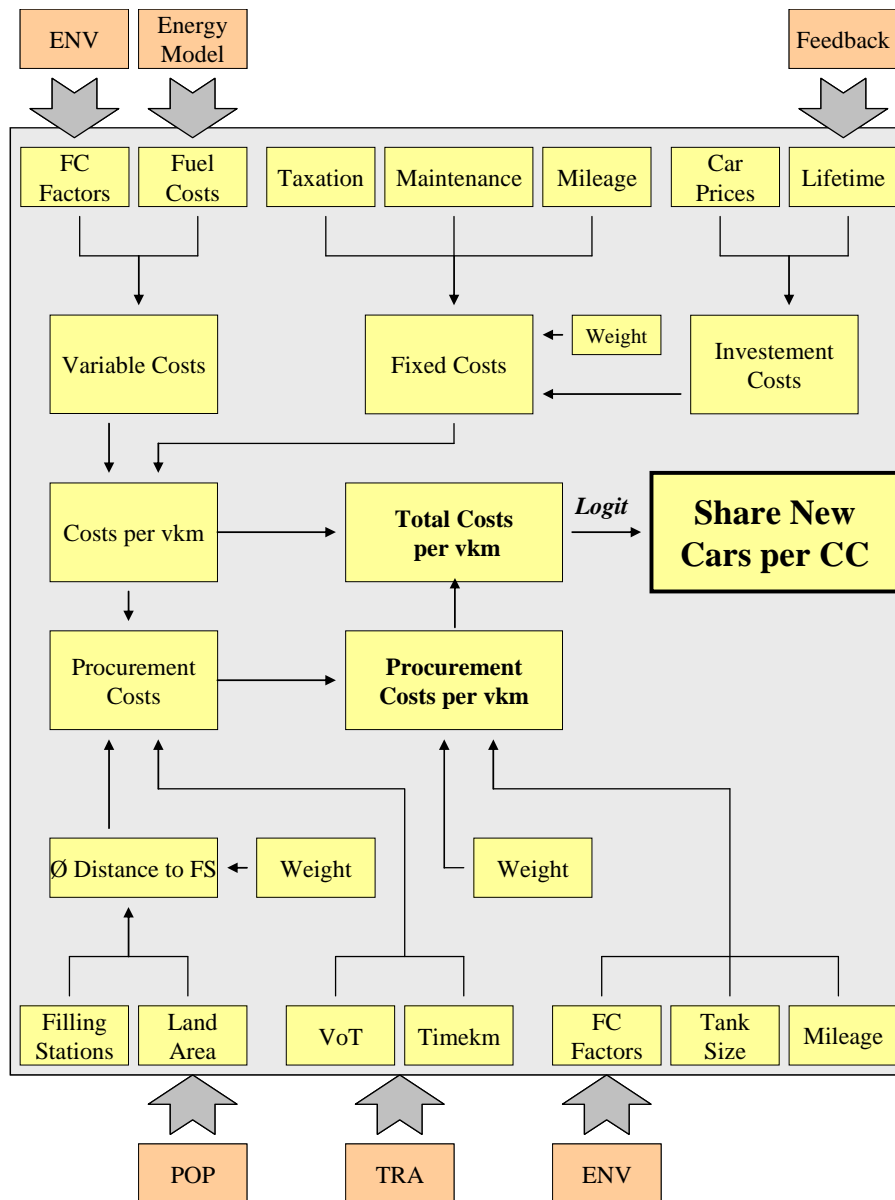 ENV
Energy
Model
Feedback
FC
Factors
Fuel
Costs
Taxation
Maintenance
Mileage
Car
Prices
Lifetime
Variable Costs
Fixed Costs
Weight
Investement
Costs
Costs per vkm
Total Costs
per vkm
Logit
Share New
Cars per CC
Procurement
Costs
Procurement
Costs per vkm
Ø Distance to FS
Weight
Weight
Filling
Stations
Land
Area
VoT
Timekm
FC
Factors
Tank
Size
Mileage
POP
TRA
ENV